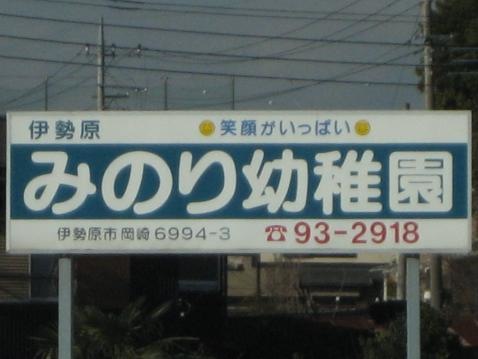 伊勢原 笑顔がいっぱい
みのり幼稚園
伊勢原市岡崎6994-3 ☎93-2918